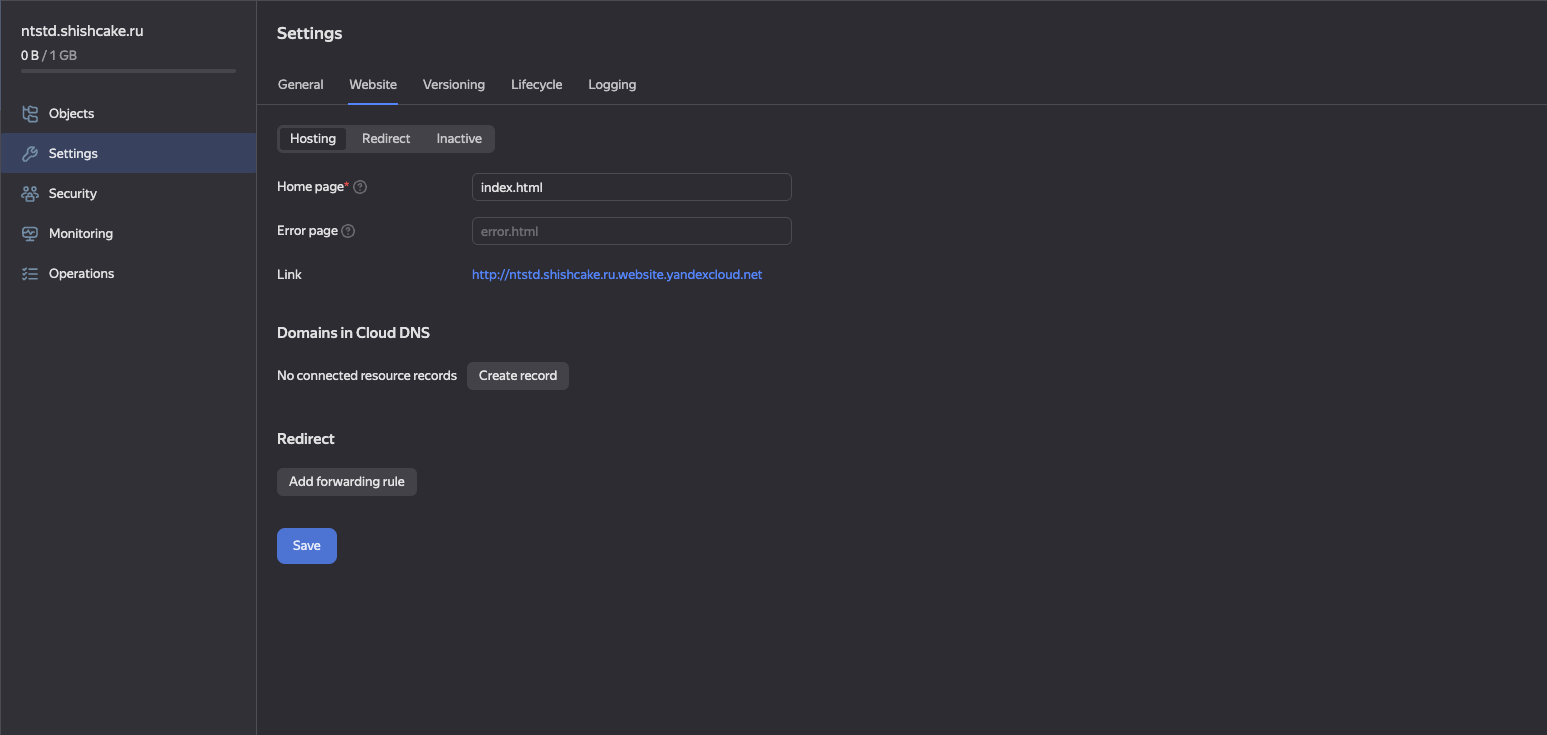 ntstd.shishcake.ru
0 B / 1 GB
Objects
Settings
Security
Monitoring
Operations
Settings
General Website Versioning Lifecycle Logging
Hosting Redirect Inactive
Home page* ?
index.html
Error page ?
error.html
Link
http://ntstd.shishcake.ru.website.yandexcloud.net
Domains in Cloud DNS
No connected resource records Create record
Redirect
Add forwarding rule
Save